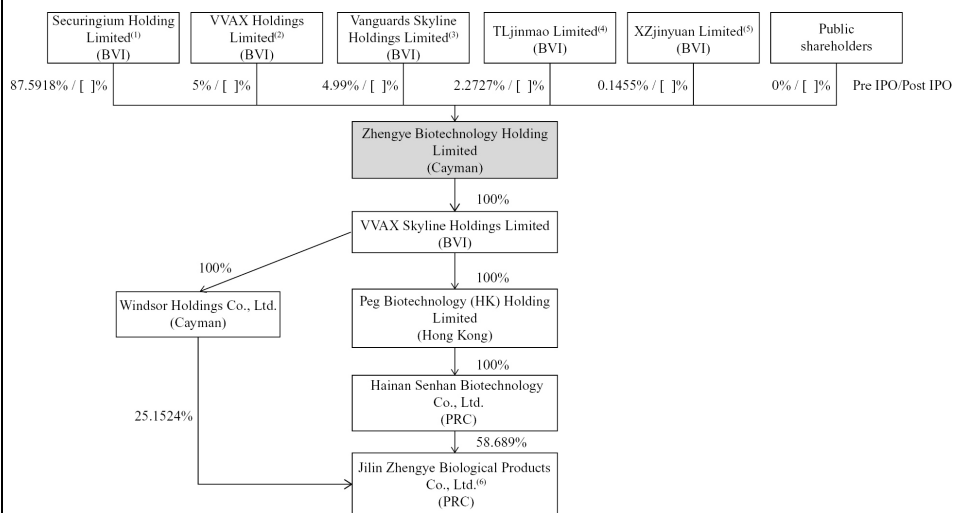 Securingium Holding
Limited(1)
(BVI)
VVAX Holdings
Limited(2)
(BVI)
Vanguards Skyline
Holdings Limited(3)
(BVI)
TLjinmao Limited(4)
(BVI)
XZjinyuan Limited(5)
(BVI)
Public
shareholders
87.5918% / [ ]%
5% / [ ]%
4.99% / [ ]%
2.2727% / [ ]%
0.1455% / [ ]%
0% / [ ]%
Pre IPO/Post IPO
Zhengye Biotechnology Holding
Limited
(Cayman)
100%
VVAX Skyline Holdings Limited
(BVI)
100%
100%
Windsor Holdings Co., Ltd.
(Cayman)
Peg Biotechnology (HK) Holding
Limited
(Hong Kong)
100%
Hainan Senhan Biotechnology
Co., Ltd.
(PRC)
25.1524%
58.689%
Jilin Zhengye Biological Products
Co., Ltd.(6)
(PRC)